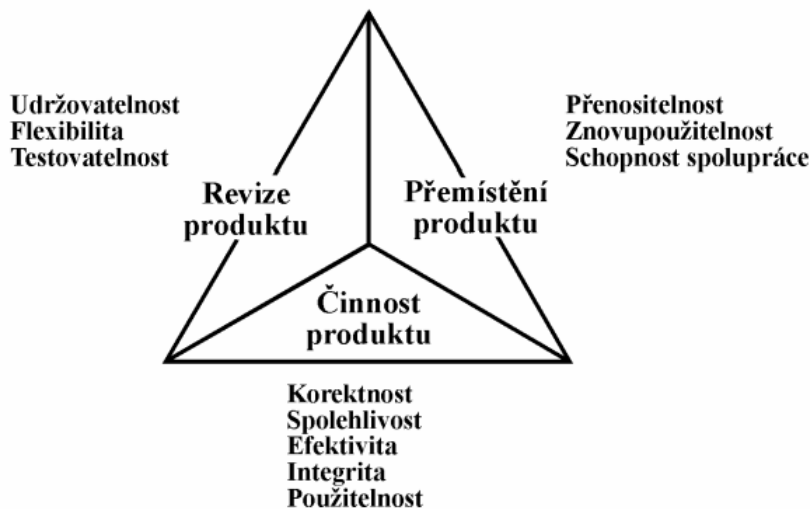 Udržovatelnost
Flexibilita
Testovatelnost
Přenositelnost
Znovupoužitelnost
Schopnost spolupráce
Revize
produktu
Přemístění
produktu
Činnost
produktu
Korektnost
Spolehlivost
Efektivita
Integrita
Použitelnost